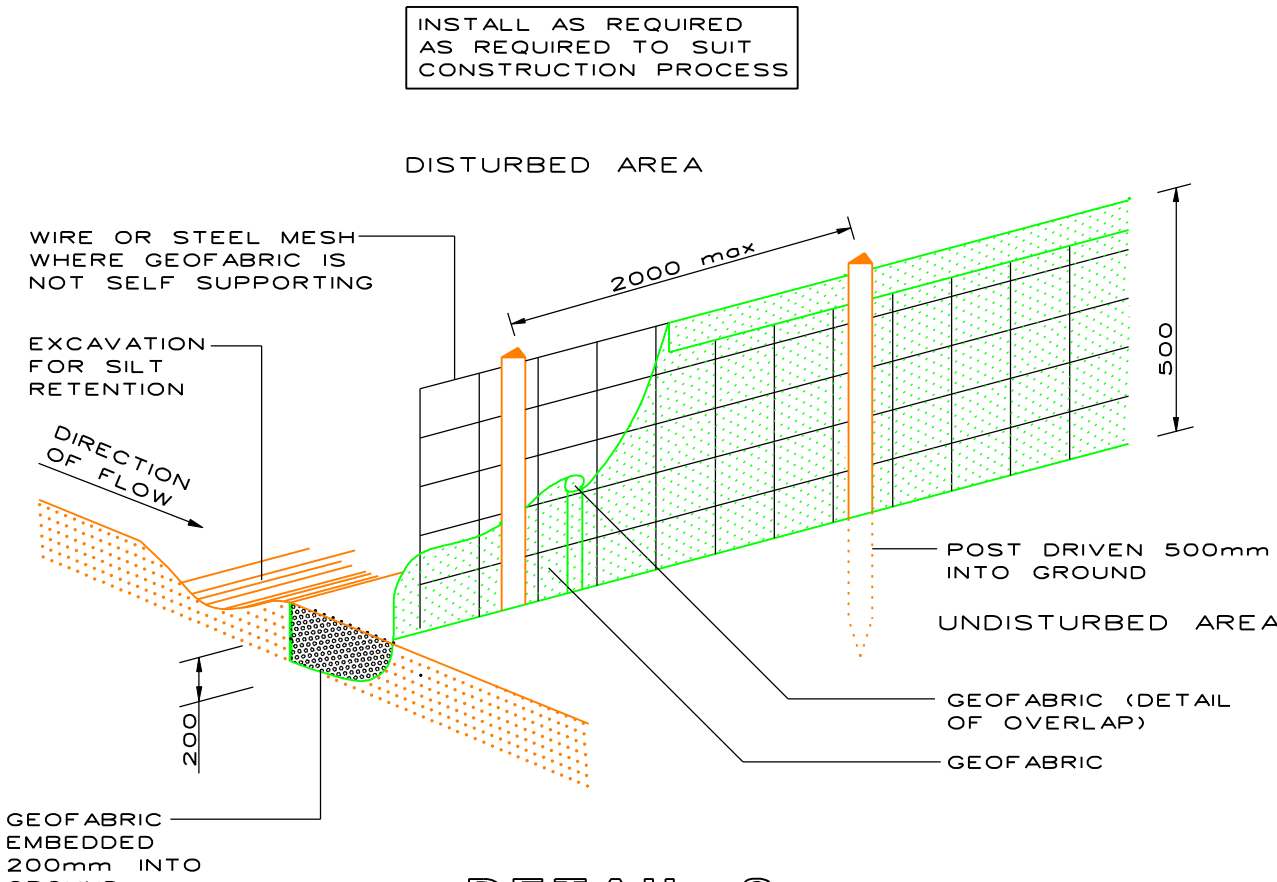 INSTALL AS REQUIRED
AS REQUIRED TO SUIT
CONSTRUCTION PROCESS
DISTURBED AREA
WIRE OR STEEL MESH
WHERE GEOFABRIC IS
NOT SELF SUPPORTING
2000 max
500
EXCAVATION
FOR SILT
RETENTION
DIRECTION
OF FLOW
POST DRIVEN 500mm
INTO GROUND
UNDISTURBED AREA
GEOFABRIC (DETAIL
OF OVERLAP)
GEOFABRIC
200
GEOFABRIC
EMBEDDED
200mm INTO